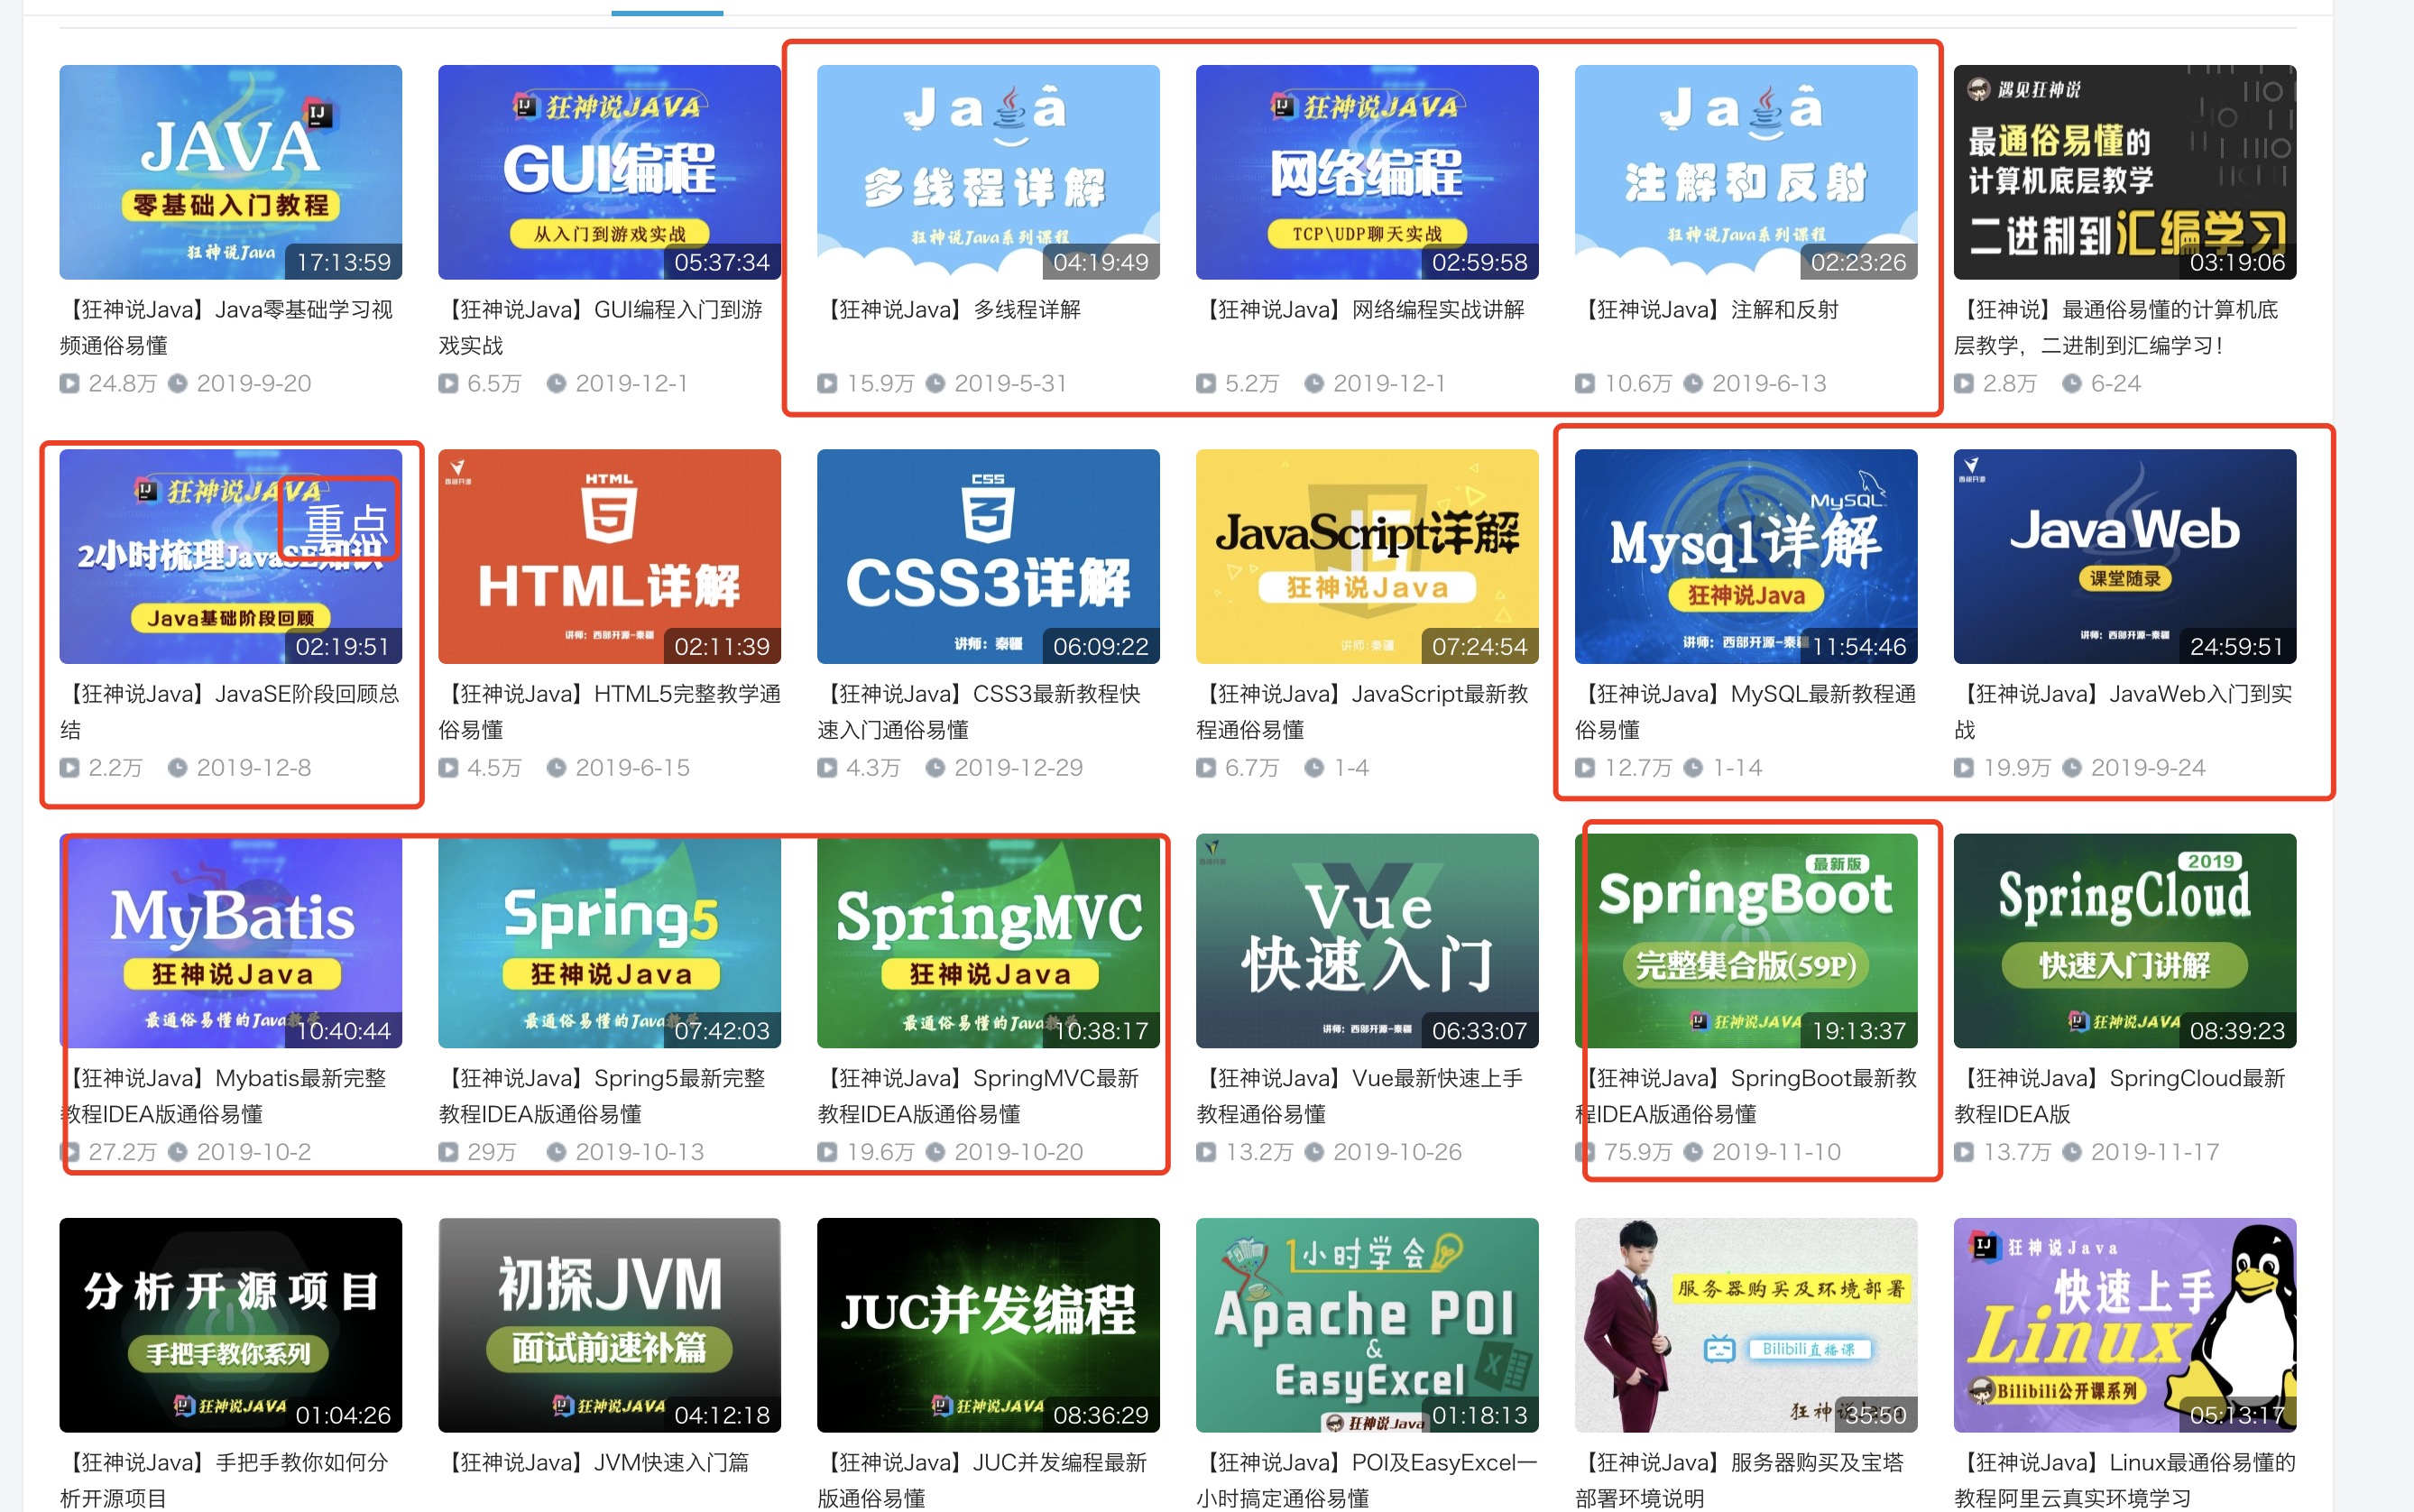 JAVA
零基础入门教程
狂神说Java
17:13:59
狂神说JAVA
GUI编程
从入门到游戏实战
05:37:34
Java
多线程详解
狂神说Java系列课程
04:19:49
狂神说JAVA
网络编程
TCP\UDP聊天实战
02:59:58
Java
注解和反射
狂神说Java系列课程
02:23:26
遇见狂神说
最通俗易懂的
计算机底层教学
二进制到汇编学习
03:19:06
【狂神说Java】Java零基础学习视
频通俗易懂
24.8万 2019-9-20
【狂神说Java】GUI编程入门到游
戏实战
6.5万 2019-12-1
【狂神说Java】多线程详解
15.9万 2019-5-31
【狂神说Java】网络编程实战讲解
5.2万 2019-12-1
【狂神说Java】注解和反射
10.6万 2019-6-13
【狂神说】最通俗易懂的计算机底
层教学，二进制到汇编学习！
2.8万 6-24
狂神说JAVA
重点
2小时梳理JavaSE知识
Java基础阶段回顾
02:19:51
西部开源
HTML
5
HTML详解
讲师：西部开源-秦疆
02:11:39
CSS
3
CSS3详解
讲师：秦疆
06:09:22
JavaScript详解
狂神说Java
讲师：秦疆
07:24:54
MySQL
Mysql详解
狂神说Java
讲师：西部开源-秦疆
11:54:46
西部开源
JavaWeb
课堂随录
讲师：西部开源-秦疆
24:59:51
【狂神说Java】JavaSE阶段回顾总
结
2.2万 2019-12-8
【狂神说Java】HTML5完整教学通
俗易懂
4.5万 2019-6-15
【狂神说Java】CSS3最新教程快
速入门通俗易懂
4.3万 2019-12-29
【狂神说Java】JavaScript最新教
程通俗易懂
6.7万 1-4
【狂神说Java】MySQL最新教程通
俗易懂
12.7万 1-14
【狂神说Java】JavaWeb入门到实
战
19.9万 2019-9-24
MyBatis
狂神说Java
最通俗易懂的Java教学
10:40:44
Spring5
狂神说Java
最通俗易懂的Java教学
07:42:03
SpringMVC
狂神说Java
最通俗易懂的Java教学
10:38:17
西部开源
Vue
快速入门
讲师：西部开源-秦疆
06:33:07
最新版
SpringBoot
完整集合版(59P)
狂神说JAVA
19:13:37
2019
SpringCloud
快速入门讲解
狂神说JAVA
08:39:23
【狂神说Java】Mybatis最新完整
教程IDEA版通俗易懂
27.2万 2019-10-2
【狂神说Java】Spring5最新完整
教程IDEA版通俗易懂
29万 2019-10-13
【狂神说Java】SpringMVC最新
教程IDEA版通俗易懂
19.6万 2019-10-20
【狂神说Java】Vue最新快速上手
教程通俗易懂
13.2万 2019-10-26
【狂神说Java】SpringBoot最新教
程IDEA版通俗易懂
75.9万 2019-11-10
【狂神说Java】SpringCloud最新
教程IDEA版
13.7万 2019-11-17
分析开源项目
手把手教你系列
狂神说JAVA
01:04:26
初探JVM
面试前速补篇
狂神说JAVA
04:12:18
JUC并发编程
狂神说JAVA
08:36:29
1小时学会
Apache POI
&
EasyExcel
狂神说Java
01:18:13
服务器购买及环境部署
Bilibili直播课
狂神说
35:50
狂神说Java
快速上手
Linux
Bilibili公开课系列
05:13:17
【狂神说Java】手把手教你如何分
析开源项目
【狂神说Java】JVM快速入门篇
【狂神说Java】JUC并发编程最新
版通俗易懂
【狂神说Java】POI及EasyExcel一
小时搞定通俗易懂
【狂神说Java】服务器购买及宝塔
部署环境说明
【狂神说Java】Linux最通俗易懂的
教程阿里云真实环境学习